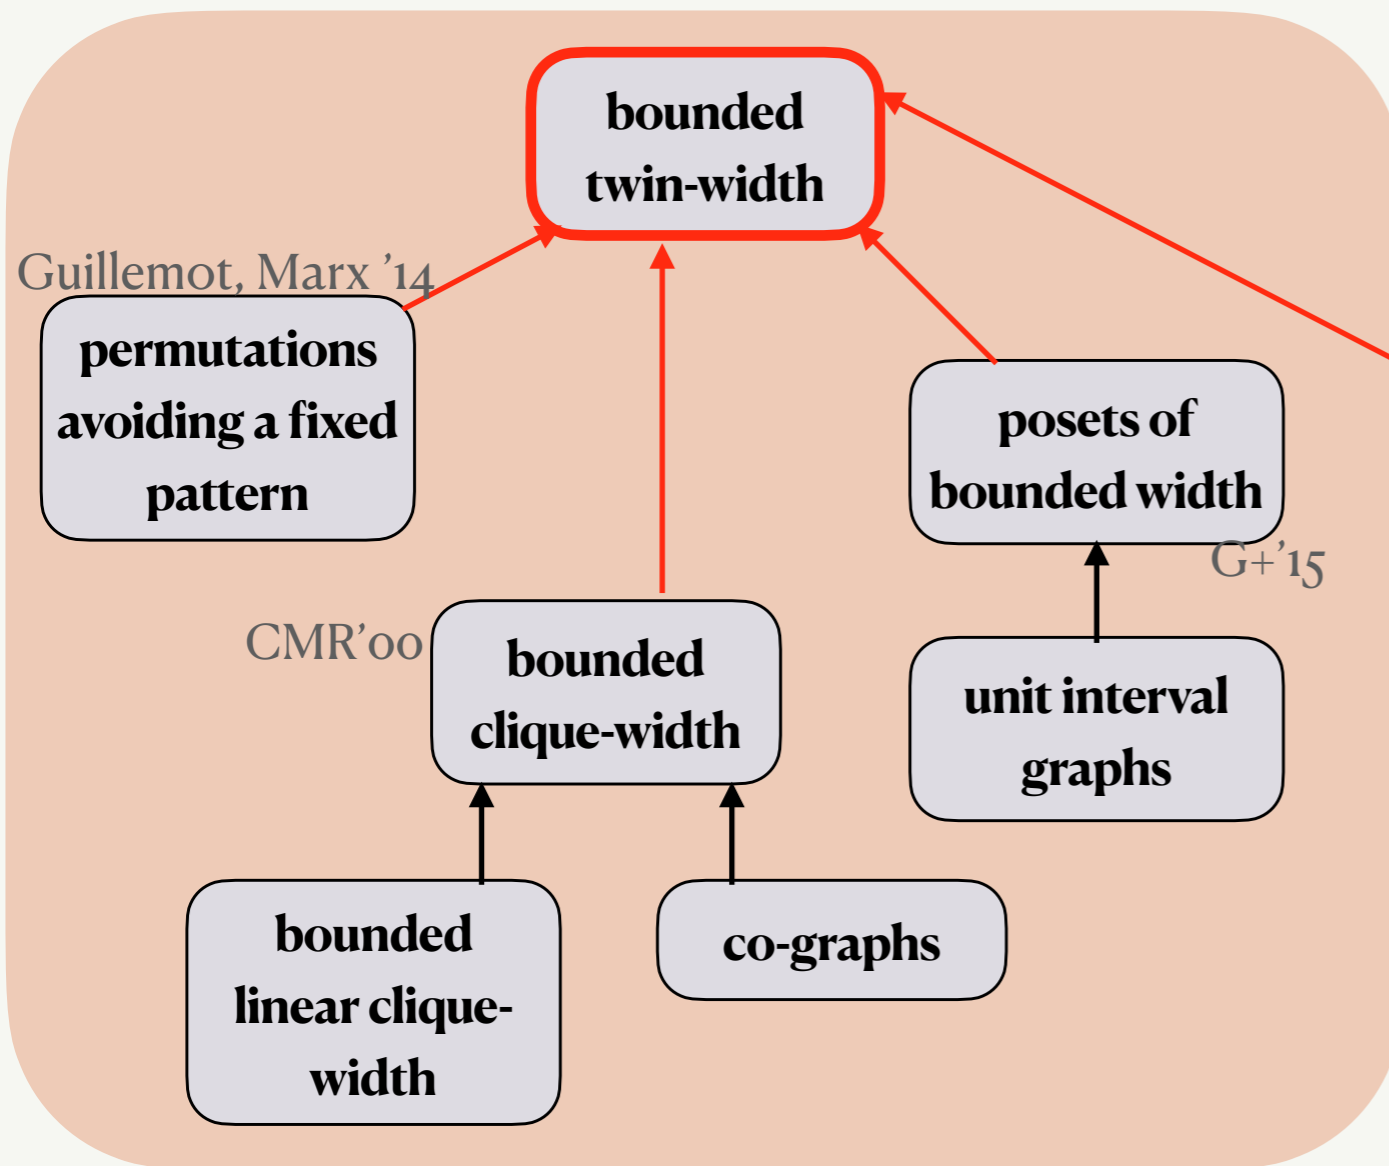 bounded
twin-width
Guillemot, Marx ’14
permutations
avoiding a fixed
pattern
posets of
bounded width
G+’15
CMR’00
bounded
clique-width
unit interval
graphs
bounded
linear clique-
width
co-graphs